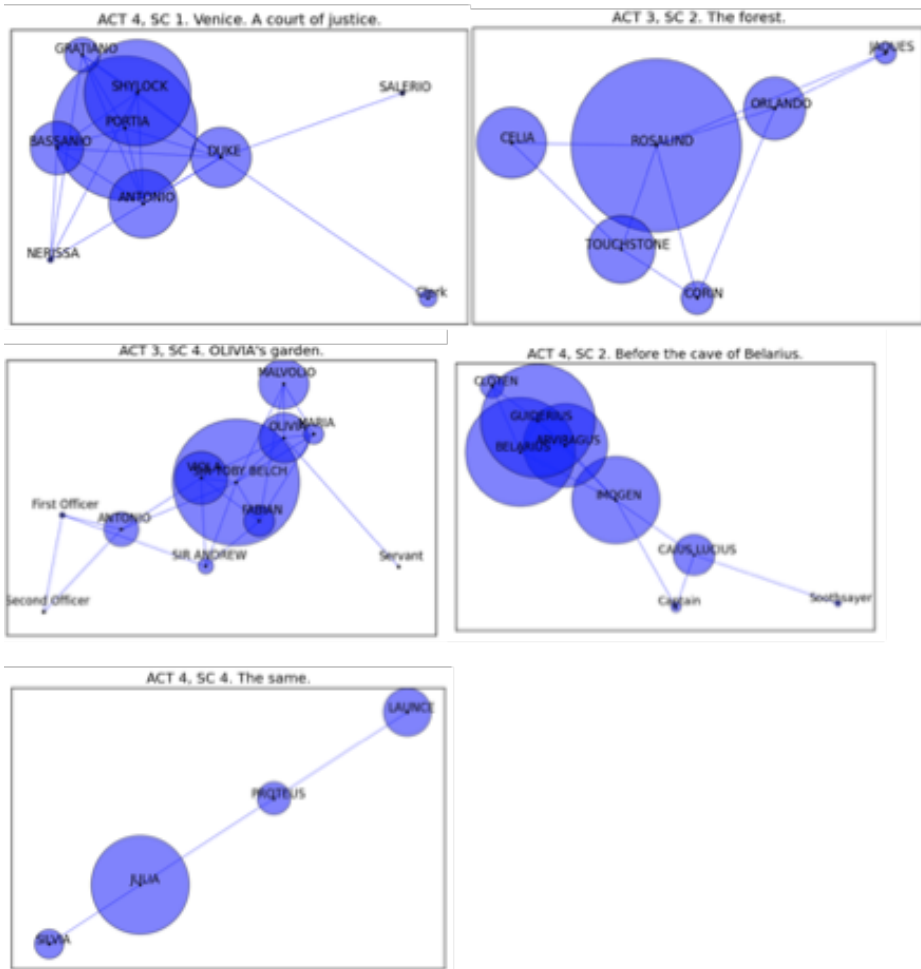 ACT 4, SC 1. Venice. A court of justice.
GRATIANO
SHYLOCK
SALERIO
PORTIA
BASSANIO
DUKE
ANTONIO
NERISSA
Clerk
ACT 3, SC 2. The forest.
JAQUES
ORLANDO
CELIA
ROSALIND
TOUCHSTONE
CORIN
ACT 3, SC 4. OLIVIA's garden.
MALVOLIO
OLIVIA
MARIA
VIOLA
SIR TOBY BELCH
First Officer
ANTONIO
FABIAN
SIR ANDREW
Servant
Second Officer
ACT 4, SC 2. Before the cave of Belarius.
CLOTEN
GUIDERIUS
ARVIRAGUS
BELARIUS
IMOGEN
CAIUS LUCIUS
Captain
Soothsayer
ACT 4, SC 4. The same.
LAUNCE
PROTEUS
JULIA
SILVIA